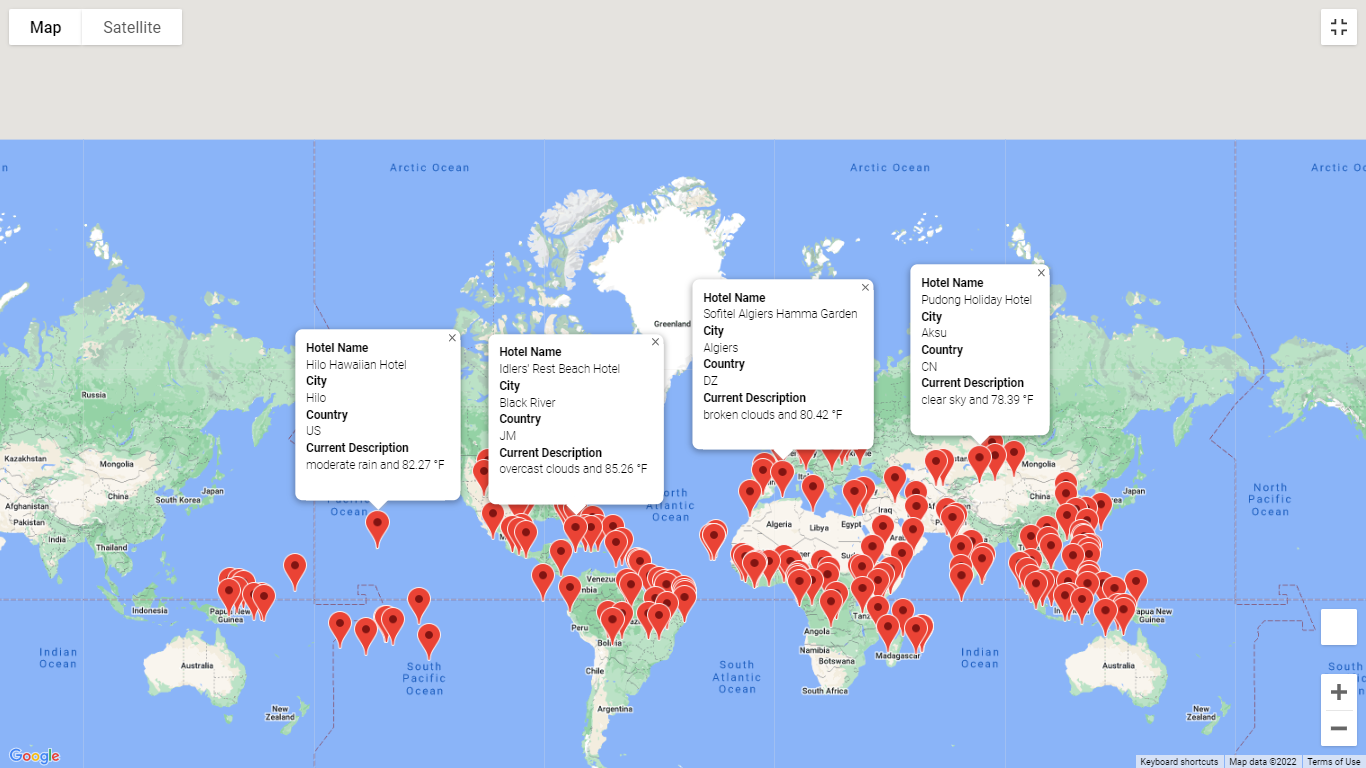 Map
Satellite
n
Arctic Ocean
Arctic Ocean
Arctic Oc
Greenland
Hotel Name
Hilo Hawaiian Hotel
City
Hilo
Country
US
Current Description
moderate rain and 82.27 °F
Hotel Name
Idlers' Rest Beach Hotel
City
Black River
Country
JM
Current Description
overcast clouds and 85.26 °F
Hotel Name
Sofitel Algiers Hamma Garden
City
Algiers
Country
DZ
Current Description
broken clouds and 80.42 °F
Hotel Name
Pudong Holiday Hotel
City
Aksu
Country
CN
Current Description
clear sky and 78.39 °F
Russia
Kazakhstan
Mongolia
China
South Korea
Japan
Afghanistan
Pakistan
India
Thailand
Indonesia
Papua New
Guinea
Ocean
Atlantic
Ocean
Algeria
Libya
Egypt
Iraq
Mongolia
China
Japan
North
Pacific
Ocean
Venezu
Peru
Chile
Argentina
Angola
Namibia
Botswana
Madagascar
South Africa
apua New
Guinea
Indian
Ocean
Australia
New
Zealand
South
Pacific
Ocean
South
Atlantic
Ocean
Indian
Ocean
Australia
New
Zealand
South
Google
Keyboard shortcuts
Map data ©2022
Terms of Use